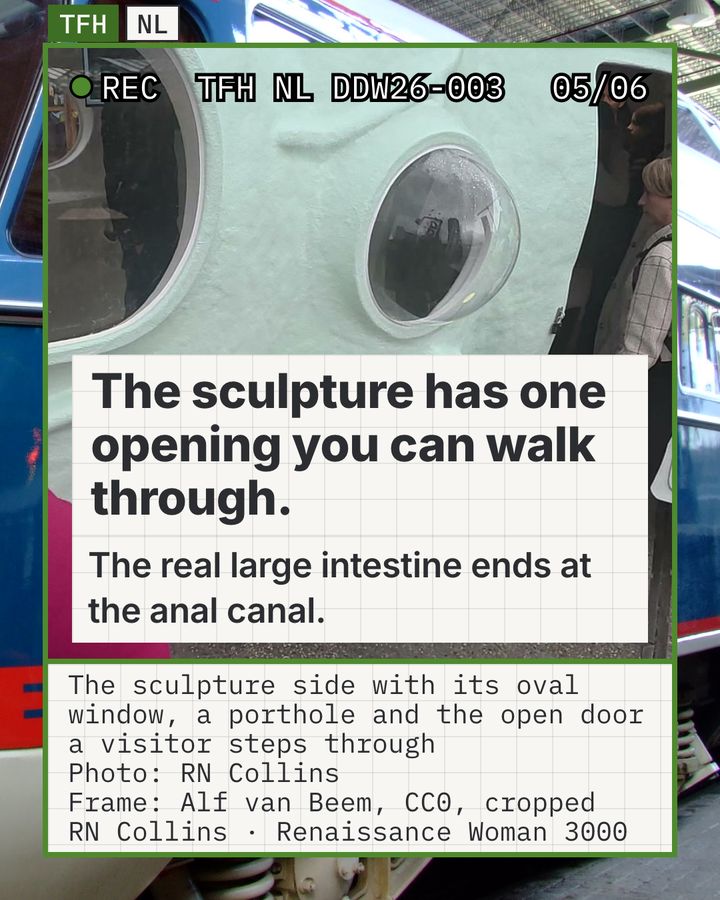 TFH NL
REC TFH NL DDW26-003 05/06
The sculpture has one
opening you can walk
through.
The real large intestine ends at
the anal canal.
The sculpture side with its oval
window, a porthole and the open door
a visitor steps through
Photo: RN Collins
Frame: Alf van Beem, CC0, cropped
RN Collins · Renaissance Woman 3000